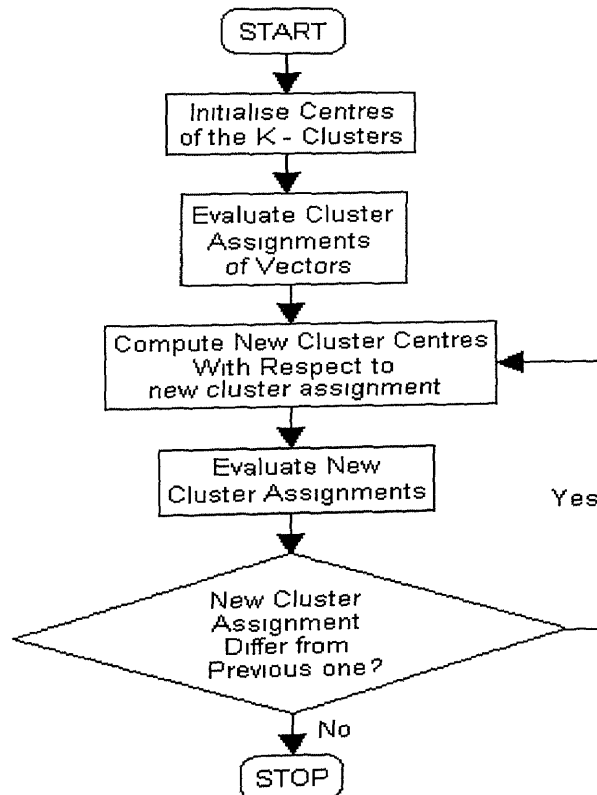 START
Initialise Centres
of the K - Clusters
Evaluate Cluster
Assignments
of Vectors
Compute New Cluster Centres
With Respect to
new cluster assignment
Evaluate New
Cluster Assignments
Yes
New Cluster
Assignment
Differ from
Previous one?
No
STOP